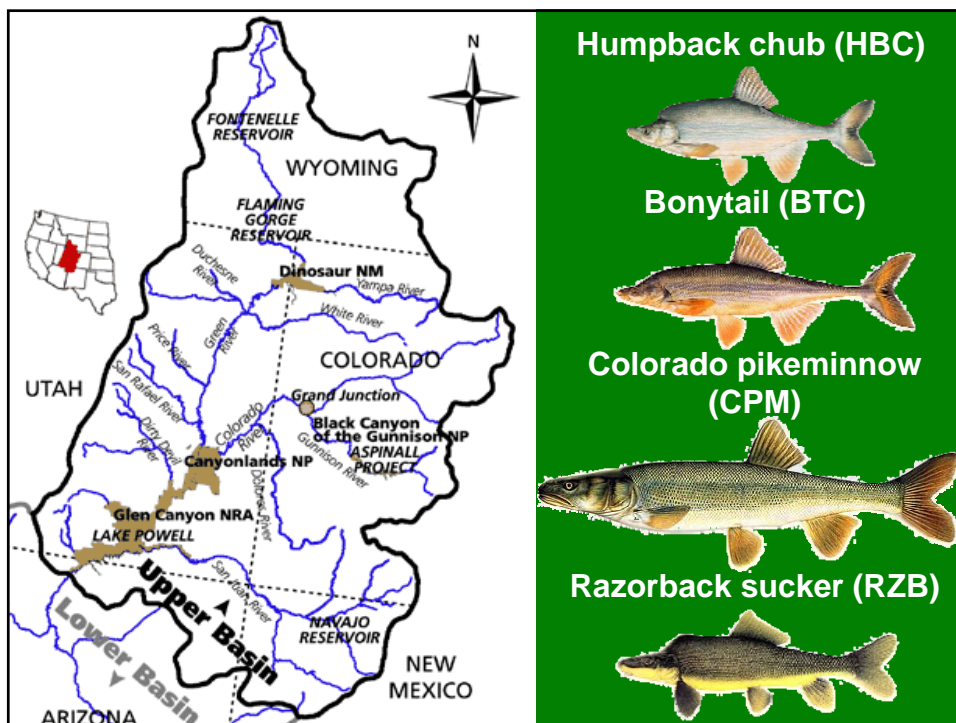 N
FONTENELLE
RESERVOIR
WYOMING
FLAMING
GORGE
RESERVOIR
Duchesne
River
Dinosaur NM
Yampa River
White River
Green
River
Price River
San Rafael River
COLORADO
UTAH
Grand Junction
Dirty Devil
River
Colorado
River
Black Canyon
of the Gunnison NP
ASPINALL
PROJECT
Gunnison River
Canyonlands NP
Dolores River
Glen Canyon NRA
LAKE POWELL
San Juan River
Upper Basin
NAVAJO
RESERVOIR
Lower Basin
NEW
MEXICO
ARIZONA
Humpback chub (HBC)
Bonytail (BTC)
Colorado pikeminnow
(CPM)
Razorback sucker (RZB)